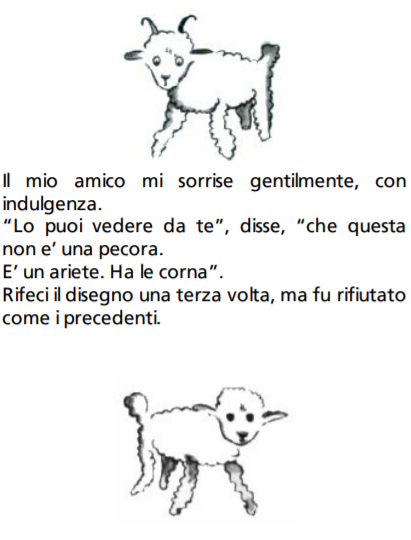 Il mio amico mi sorrise gentilmente, con
indulgenza.
“Lo puoi vedere da te”, disse, “che questa
non e’ una pecora.
E’ un ariete. Ha le corna”.
Rifeci il disegno una terza volta, ma fu rifiutato
come i precedenti.